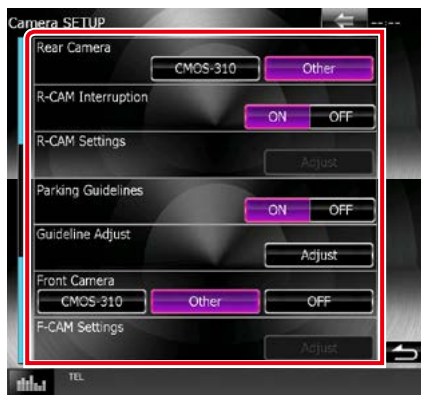 Camera SETUP --:--
Rear Camera
CMOS-310 Other
R-CAM Interruption
ON OFF
R-CAM Settings
Adjust
Parking Guidelines
ON OFF
Guideline Adjust
Adjust
Front Camera
CMOS-310 Other OFF
F-CAM Settings
Adjust
TEL